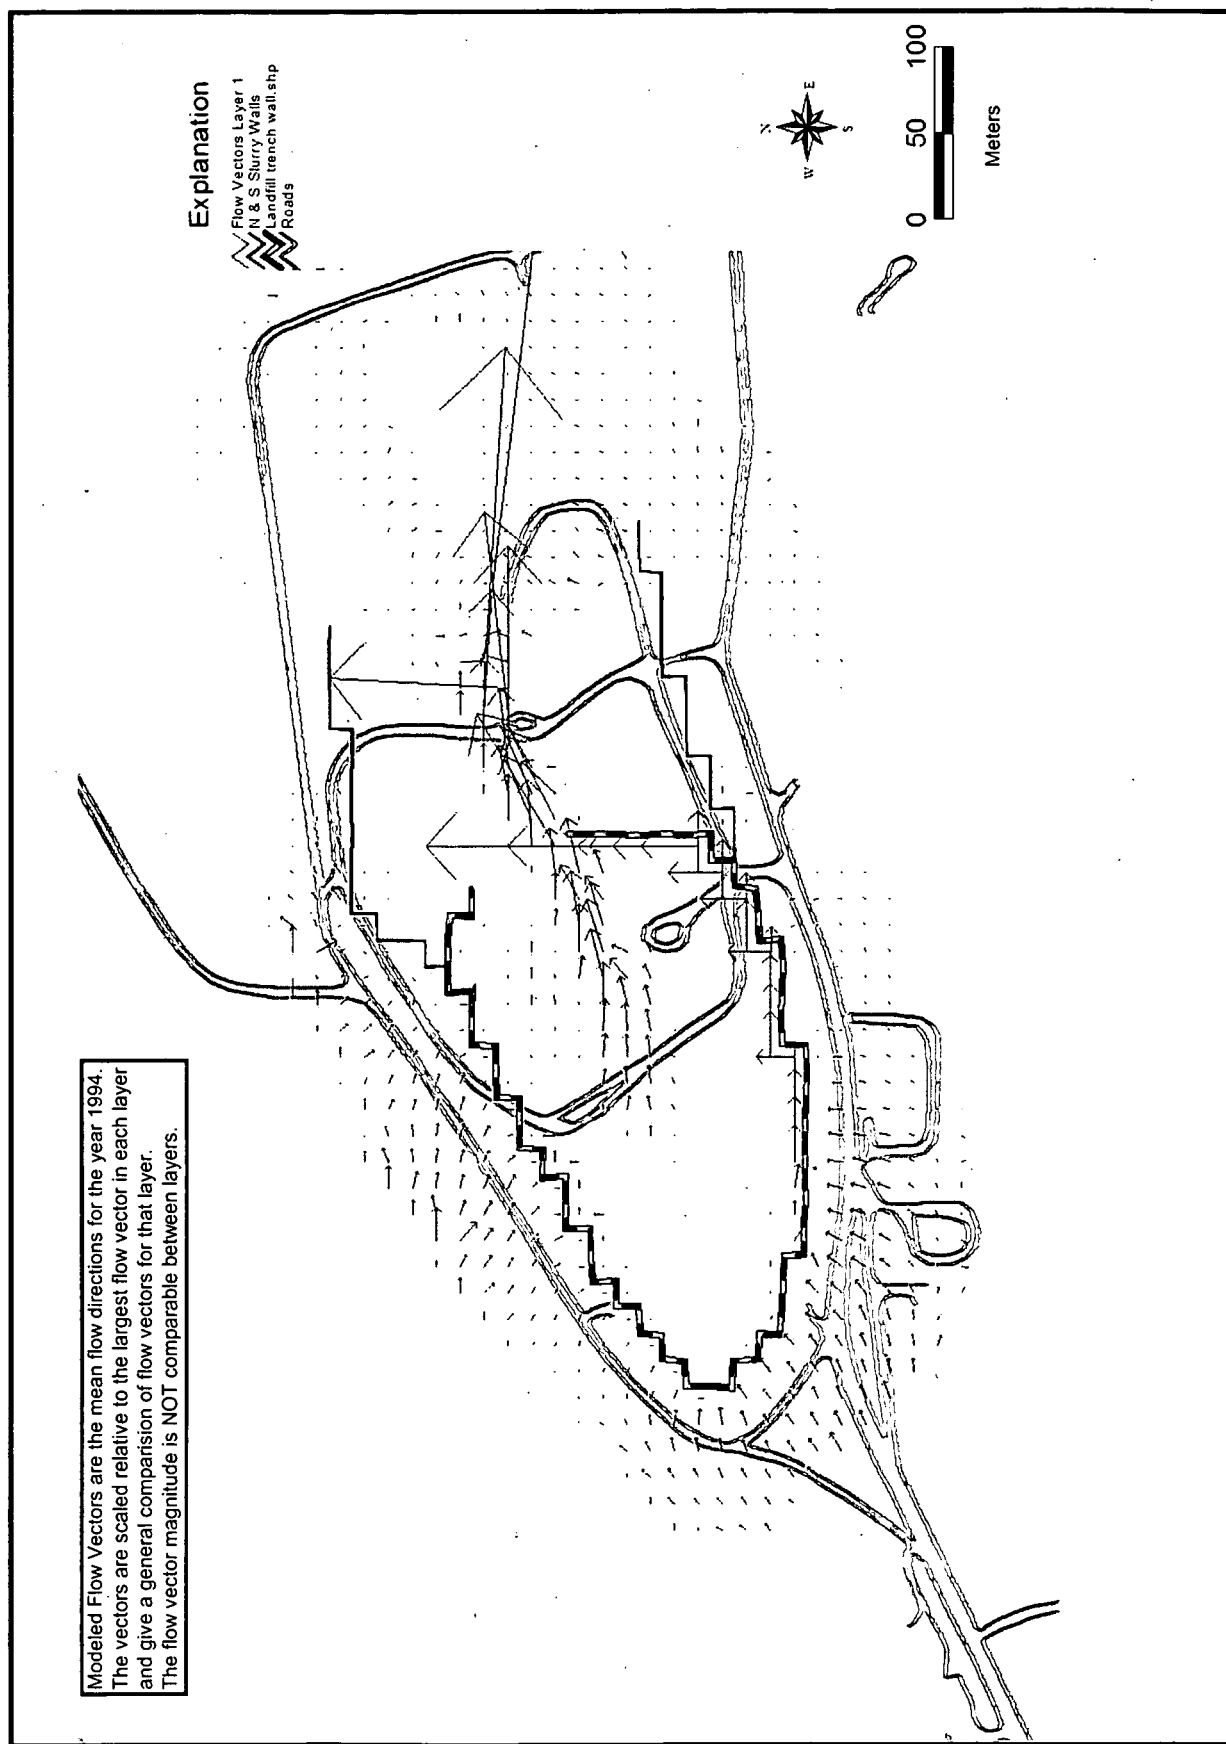 Modeled Flow Vectors are the mean flow directions for the year 1994.
The vectors are scaled relative to the largest flow vector in each layer
and give a general comparision of flow vectors for that layer.
The flow vector magnitude is NOT comparable between layers.
Explanation
Flow Vectors Layer 1
N & S Slurry Walls
Landfill trench wall.shp
Roads
N
W
E
S
0 50 100
Meters